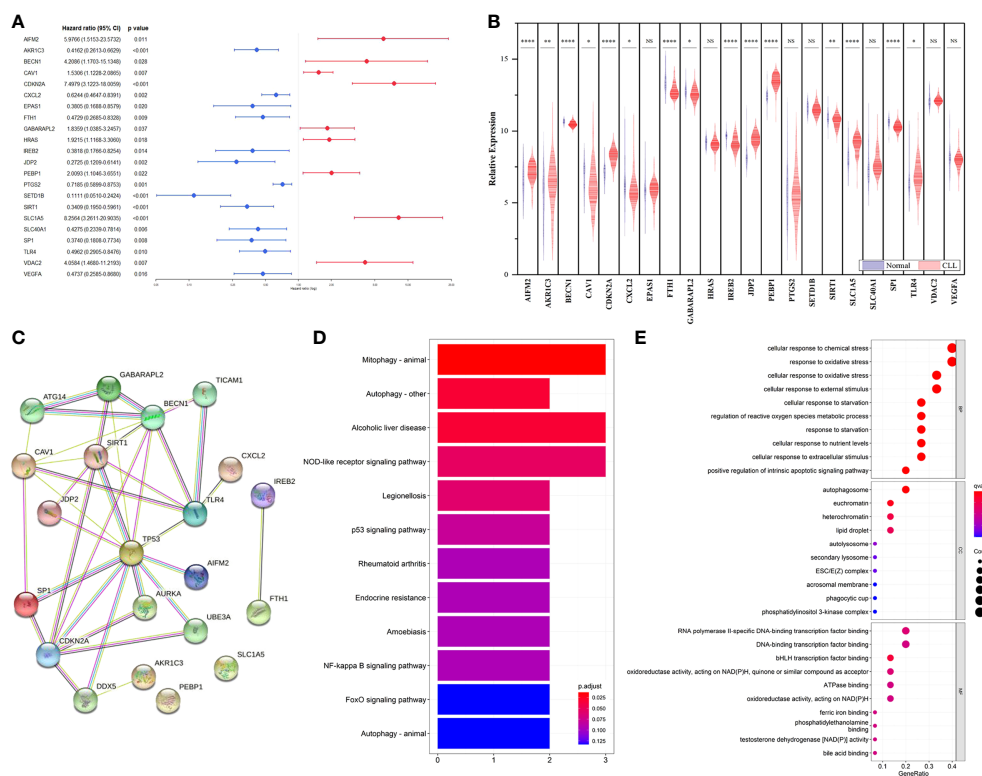 A
Hazard ratio (95% CI) p value
AIFM2 5.9766 (1.5153-23.5732) 0.011
AKR1C3 0.4162 (0.2613-0.6629) <0.001
BECN1 4.2086 (1.1703-15.1348) 0.028
CAV1 1.5306 (1.1228-2.0865) 0.007
CDKN2A 7.4979 (3.1223-18.0059) <0.001
CXCL2 0.6244 (0.4647-0.8391) 0.002
EPAS1 0.3805 (0.1688-0.8579) 0.020
FTH1 0.4729 (0.2685-0.8328) 0.009
GABARAPL2 1.8359 (1.0385-3.2457) 0.037
HRAS 1.9215 (1.1168-3.3060) 0.018
IREB2 0.3818 (0.1766-0.8254) 0.014
JDP2 0.2725 (0.1209-0.6141) 0.002
PEBP1 2.0093 (1.1046-3.6551) 0.022
PTGS2 0.7185 (0.5899-0.8753) 0.001
SETD1B 0.1111 (0.0510-0.2424) <0.001
SIRT1 0.3409 (0.1950-0.5961) <0.001
SLC1A5 8.2564 (3.2611-20.9035) <0.001
SLC40A1 0.4275 (0.2339-0.7814) 0.006
SP1 0.3740 (0.1808-0.7734) 0.008
TLR4 0.4962 (0.2905-0.8476) 0.010
VDAC2 4.0584 (1.4680-11.2193) 0.007
VEGFA 0.4737 (0.2585-0.8680) 0.016
B
**** ** **** * **** * NS **** * NS **** **** **** NS NS ** **** NS **** * NS NS
Relative Expression
15
10
5
0
Normal CLL
AIFM2 AKR1C3 BECN1 CAV1 CDKN2A CXCL2 EPAS1 FTH1 GABARAPL2 HRAS IREB2 JDP2 PEBP1 PTGS2 SETD1B SIRT1 SLC1A5 SLC40A1 SP1 TLR4 VDAC2 VEGFA
C
GABARAPL2
TICAM1
ATG14
BECN1
SIRT1
CAV1
CXCL2
IREB2
JDP2
TLR4
TP53
AIFM2
SP1
AURKA
FTH1
UBE3A
CDKN2A
SLC1A5
AKR1C3
DDX5
PEBP1
D
Mitophagy - animal
Autophagy - other
Alcoholic liver disease
NOD-like receptor signaling pathway
Legionellosis
p53 signaling pathway
Rheumatoid arthritis
Endocrine resistance
Amoebiasis
NF-kappa B signaling pathway
FoxO signaling pathway
Autophagy - animal
p.adjust
0.025
0.050
0.075
0.100
0.125
0 1 2 3
E
cellular response to chemical stress
response to oxidative stress
cellular response to oxidative stress
cellular response to external stimulus
cellular response to starvation
regulation of reactive oxygen species metabolic process
response to starvation
cellular response to nutrient levels
cellular response to extracellular stimulus
positive regulation of intrinsic apoptotic signaling pathway
BP
autophagosome
euchromatin
heterochromatin
lipid droplet
autolysosome
secondary lysosome
ESC/E(Z) complex
acrosomal membrane
phagocytic cup
phosphatidylinositol 3-kinase complex
CC
RNA polymerase II-specific DNA-binding transcription factor binding
DNA-binding transcription factor binding
bHLH transcription factor binding
oxidoreductase activity, acting on NAD(P)H, quinone or similar compound as acceptor
ATPase binding
oxidoreductase activity, acting on NAD(P)H
ferric iron binding
phosphatidylethanolamine
binding
testosterone dehydrogenase [NAD(P)] activity
bile acid binding
MF
0.1 0.2 0.3 0.4
GeneRatio
qva
Cou